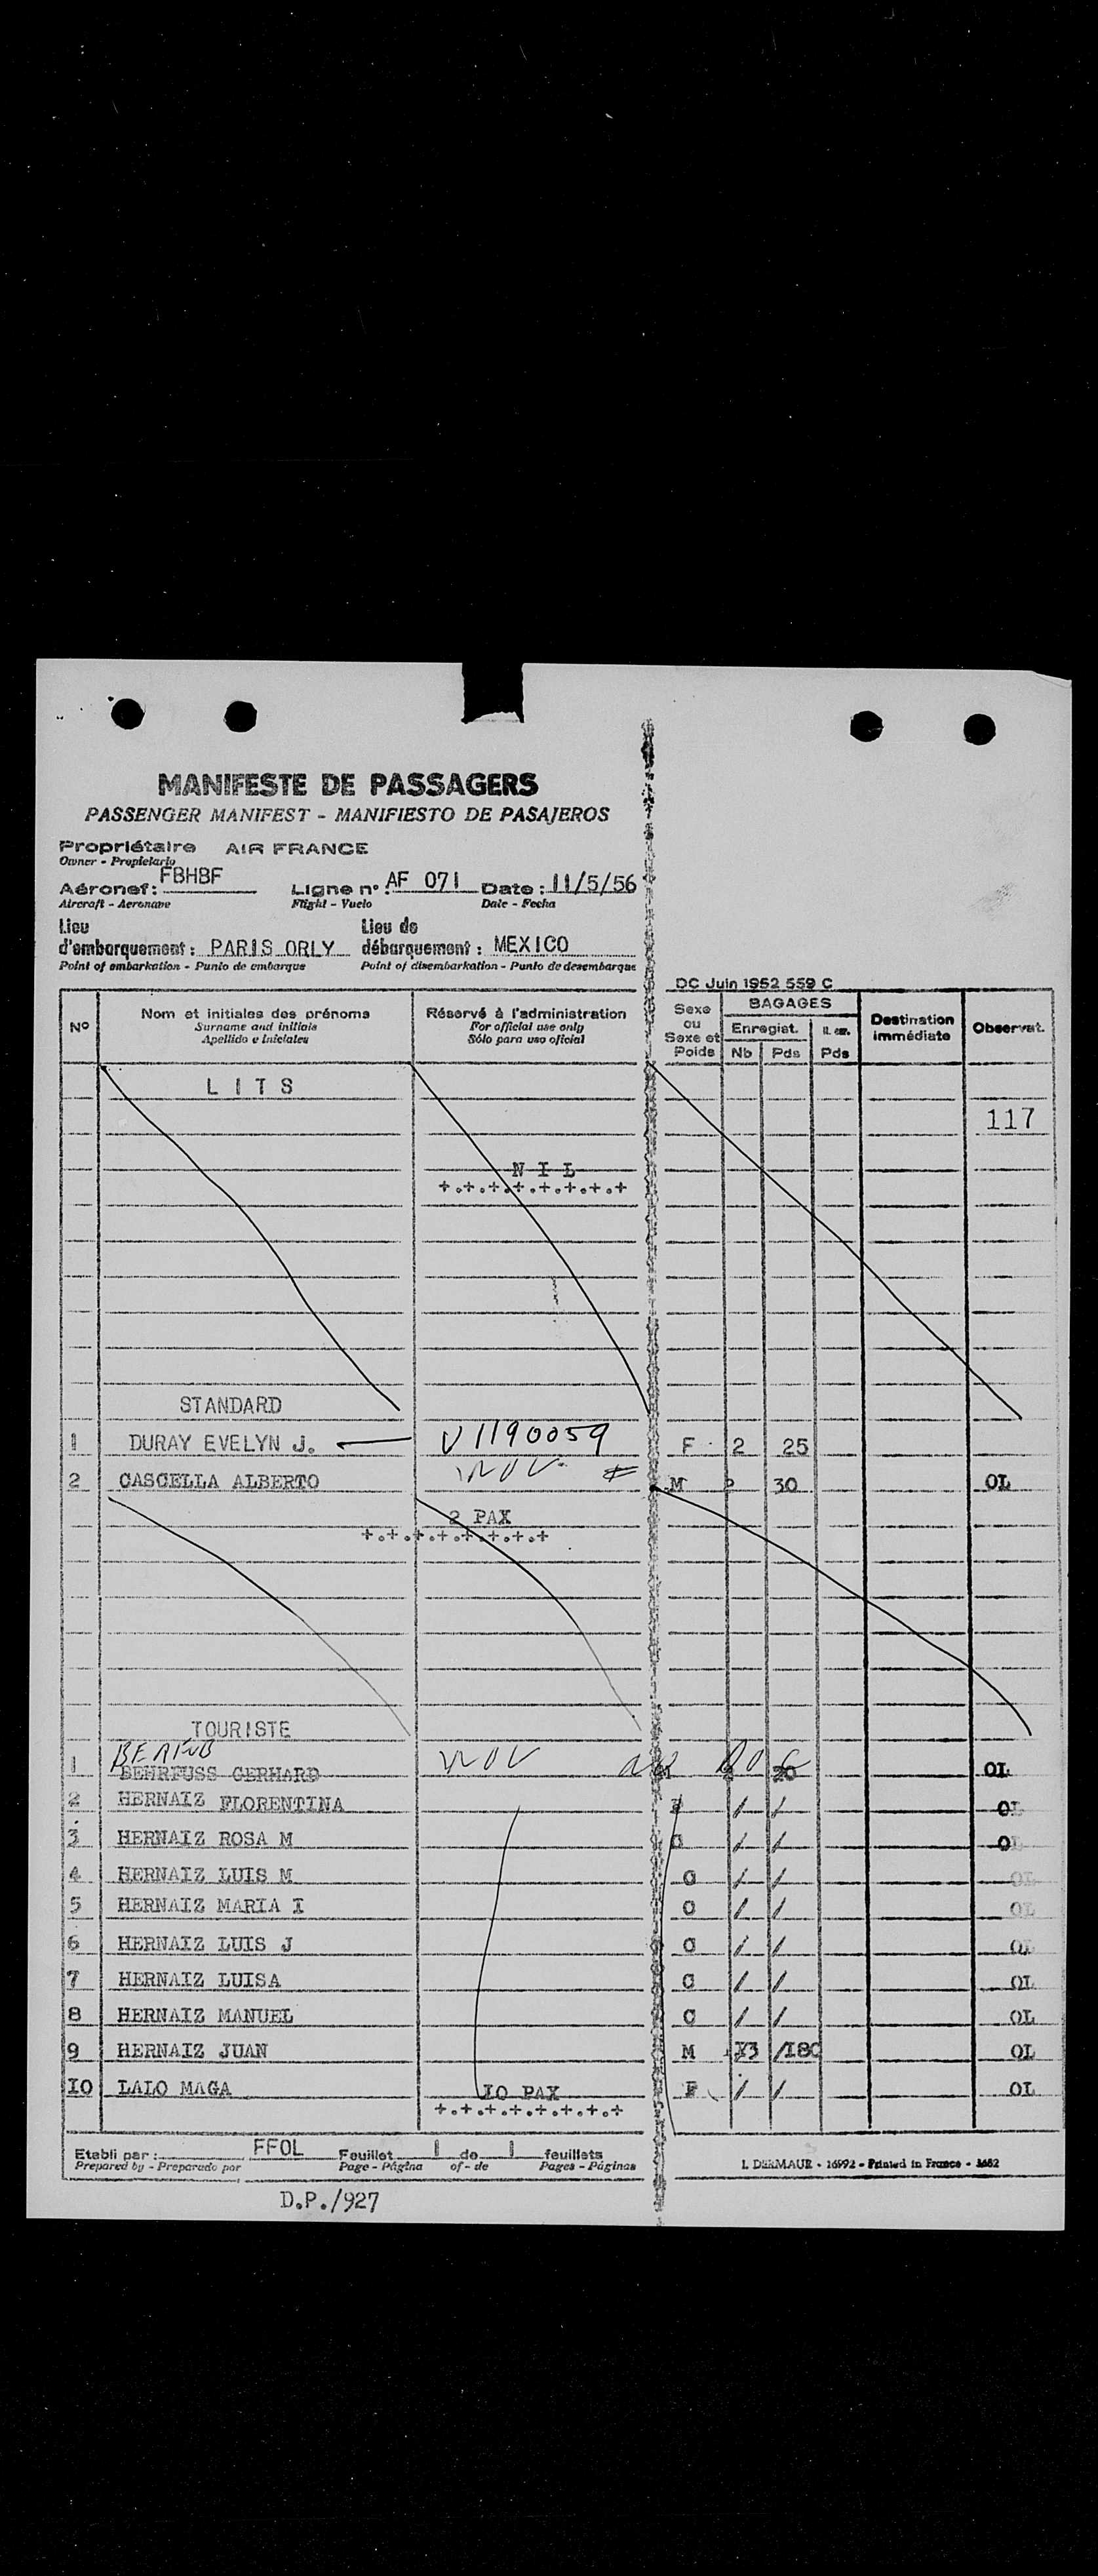 MANIFESTE DE PASSAGERS
PASSENGER MANIFEST - MANIFIESTO DE PASAJEROS
Propriétaire AIR FRANCE
Owner - Propietario
Aéronef: FBHBF Ligne n°: AF 071 Date: 11/5/56
Aircraft - Aeronave Flight - Vuelo Date - Fecha
Lieu Lieu de
d'embarquement: PARIS ORLY débarquement: MEXICO
Point of embarkation - Punto de embarque Point of disembarkation - Punto de desembarque
DC Juin 1952 559 C
N° Nom et initiales des prénoms Réservé à l'administration Sexe ou Sexe et Poids BAGAGES Destination immédiate Observat.
Surname and initials For official use only Enregist.
Apellido e Iniciales Sólo para uso oficial Nb Pds Pds
L I T S
117
N I L
+.+.+.+.+.+.+.+
STANDARD
1 DURAY EVELYN J. V1190059 F 2 25
2 CASCELLA ALBERTO M 30 OL
2 PAX
+.+.+.+.+.+.+.+
TOURISTE
1 GERHARD 20 OL
2 HERNAIZ FLORENTINA / / OL
3 HERNAIZ ROSA M C / / OL
4 HERNAIZ LUIS M C / / OL
5 HERNAIZ MARIA I C / / OL
6 HERNAIZ LUIS J C / / OL
7 HERNAIZ LUISA C / / OL
8 HERNAIZ MANUEL C / / OL
9 HERNAIZ JUAN M 13 /180 OL
10 LALO MAGA F / / OL
10 PAX
+.+.+.+.+.+.+.+
Etabli par: FFOL Feuillet 1 de 1 feuillets
Prepared by - Preparado por Page - Página of - de Pages - Páginas
I. DERMAUR - 16992 - Printed in France - 1682
D.P./927